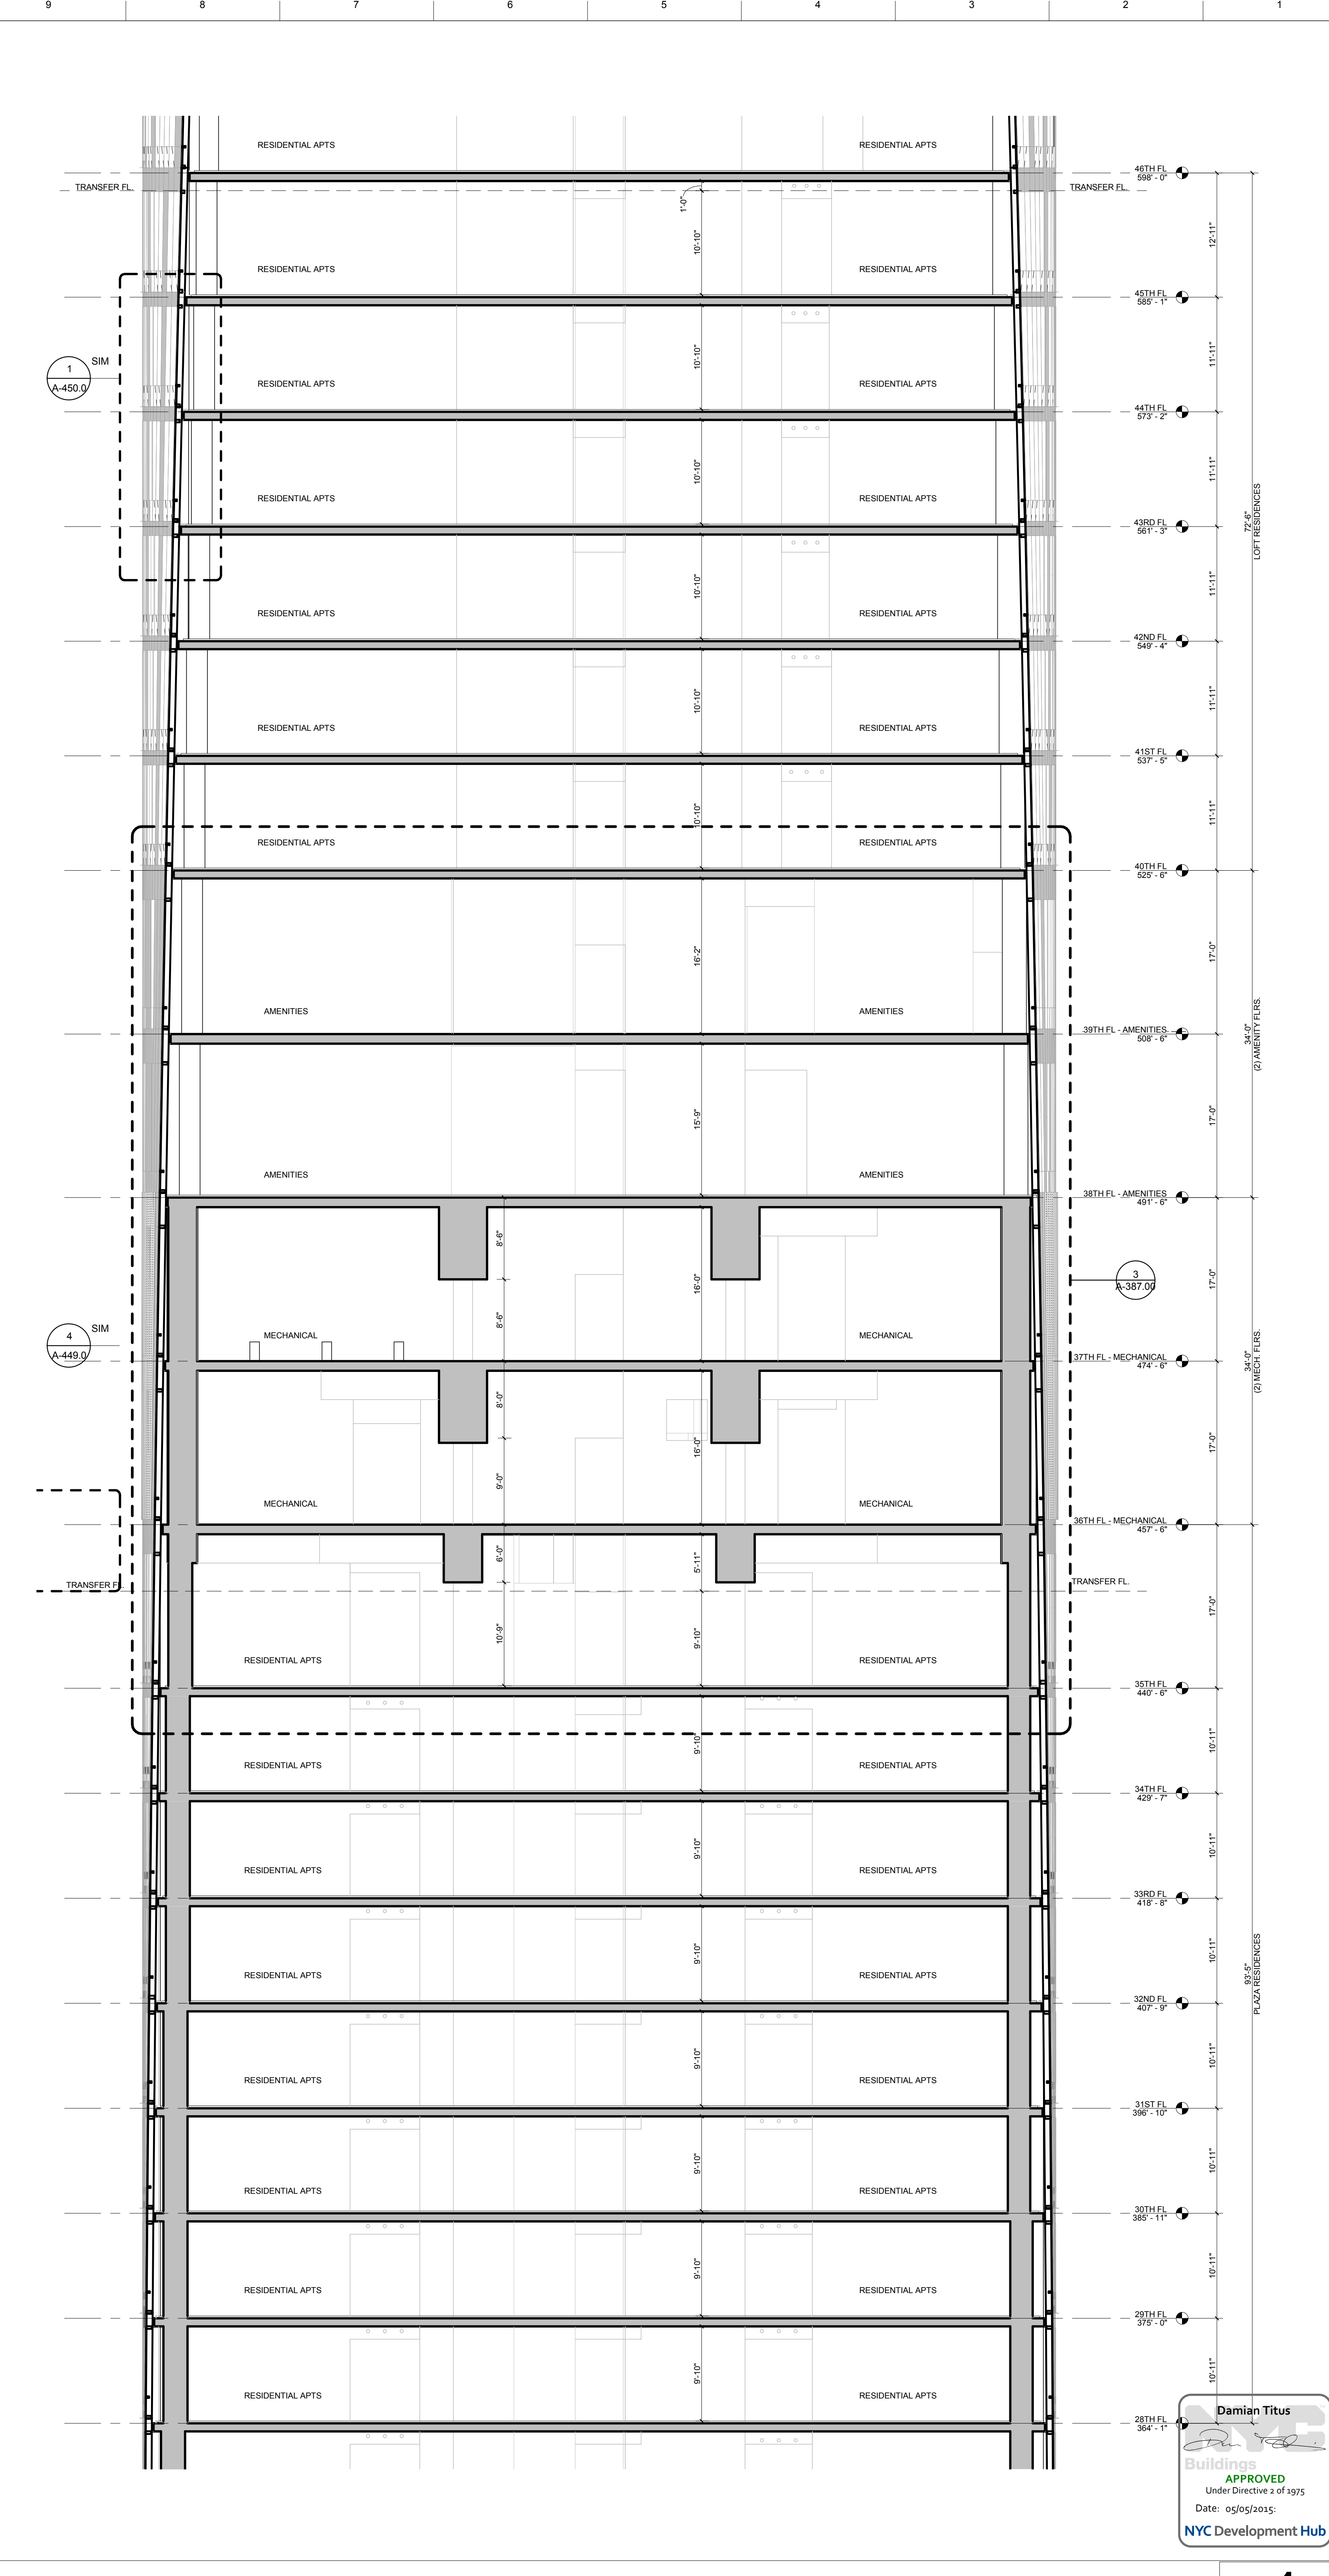 9 8 7 6 5 4 3 2 1
RESIDENTIAL APTS RESIDENTIAL APTS
46TH FL
598' - 0"
TRANSFER FL. TRANSFER FL.
1'-0"
10'-10"
12'-11"
RESIDENTIAL APTS RESIDENTIAL APTS
45TH FL
585' - 1"
1
A-450.0
SIM
10'-10"
11'-11"
RESIDENTIAL APTS RESIDENTIAL APTS
44TH FL
573' - 2"
10'-10"
11'-11"
RESIDENTIAL APTS RESIDENTIAL APTS
43RD FL
561' - 3"
72'-6"
LOFT RESIDENCES
10'-10"
11'-11"
RESIDENTIAL APTS RESIDENTIAL APTS
42ND FL
549' - 4"
10'-10"
11'-11"
RESIDENTIAL APTS RESIDENTIAL APTS
41ST FL
537' - 5"
10'-10"
11'-11"
RESIDENTIAL APTS RESIDENTIAL APTS
40TH FL
525' - 6"
16'-2"
17'-0"
AMENITIES AMENITIES
39TH FL - AMENITIES
508' - 6"
34'-0"
(2) AMENITY FLRS.
15'-9"
17'-0"
AMENITIES AMENITIES
38TH FL - AMENITIES
491' - 6"
8'-6"
16'-0"
3
A-387.00
17'-0"
8'-6"
MECHANICAL MECHANICAL
4
A-449.0
SIM
37TH FL - MECHANICAL
474' - 6"
34'-0"
(2) MECH. FLRS.
8'-0"
16'-0"
17'-0"
9'-0"
MECHANICAL MECHANICAL
36TH FL - MECHANICAL
457' - 6"
6'-0"
5'-11"
TRANSFER FL. TRANSFER FL.
17'-0"
10'-9"
9'-10"
RESIDENTIAL APTS RESIDENTIAL APTS
35TH FL
440' - 6"
9'-10"
10'-11"
RESIDENTIAL APTS RESIDENTIAL APTS
34TH FL
429' - 7"
9'-10"
10'-11"
RESIDENTIAL APTS RESIDENTIAL APTS
33RD FL
418' - 8"
9'-10"
10'-11"
93'-5"
PLAZA RESIDENCES
RESIDENTIAL APTS RESIDENTIAL APTS
32ND FL
407' - 9"
9'-10"
10'-11"
RESIDENTIAL APTS RESIDENTIAL APTS
31ST FL
396' - 10"
9'-10"
10'-11"
RESIDENTIAL APTS RESIDENTIAL APTS
30TH FL
385' - 11"
9'-10"
10'-11"
RESIDENTIAL APTS RESIDENTIAL APTS
29TH FL
375' - 0"
9'-10"
10'-11"
RESIDENTIAL APTS RESIDENTIAL APTS
28TH FL
364' - 1"
NYC
Damian Titus
Buildings
APPROVED
Under Directive 2 of 1975
Date: 05/05/2015:
NYC Development Hub